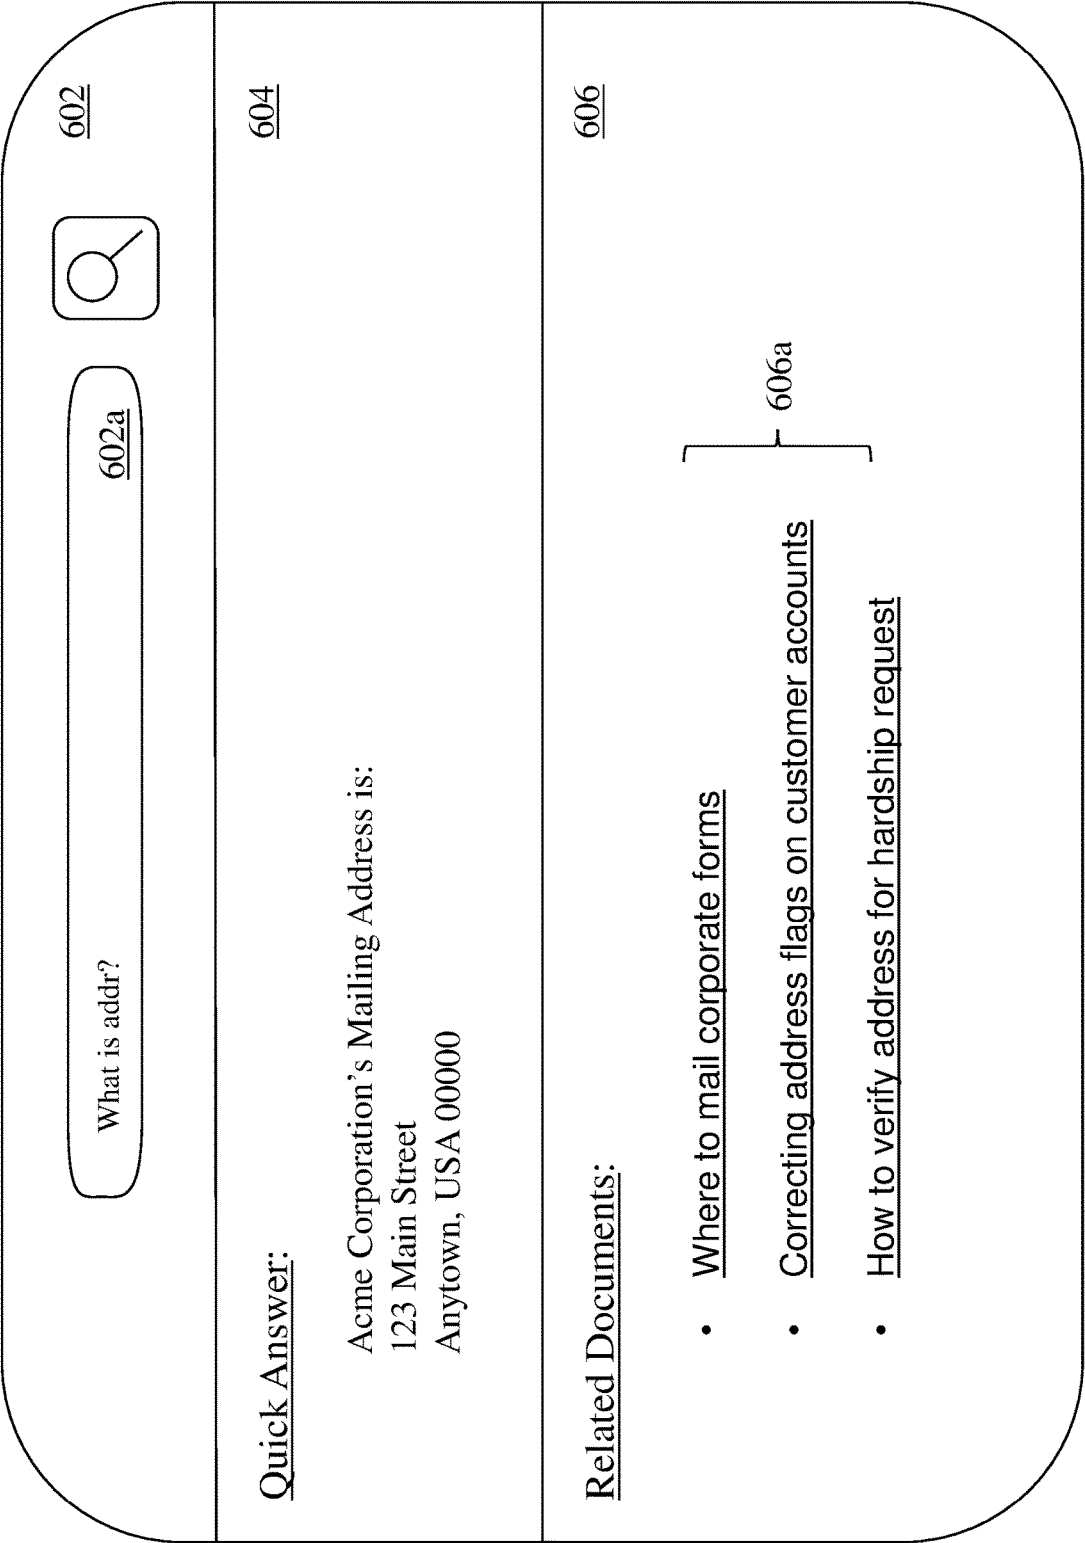 What is addr?
602a
602
Quick Answer:
604
Acme Corporation's Mailing Address is:
123 Main Street
Anytown, USA 00000
Related Documents:
606
• Where to mail corporate forms
• Correcting address flags on customer accounts
• How to verify address for hardship request
606a